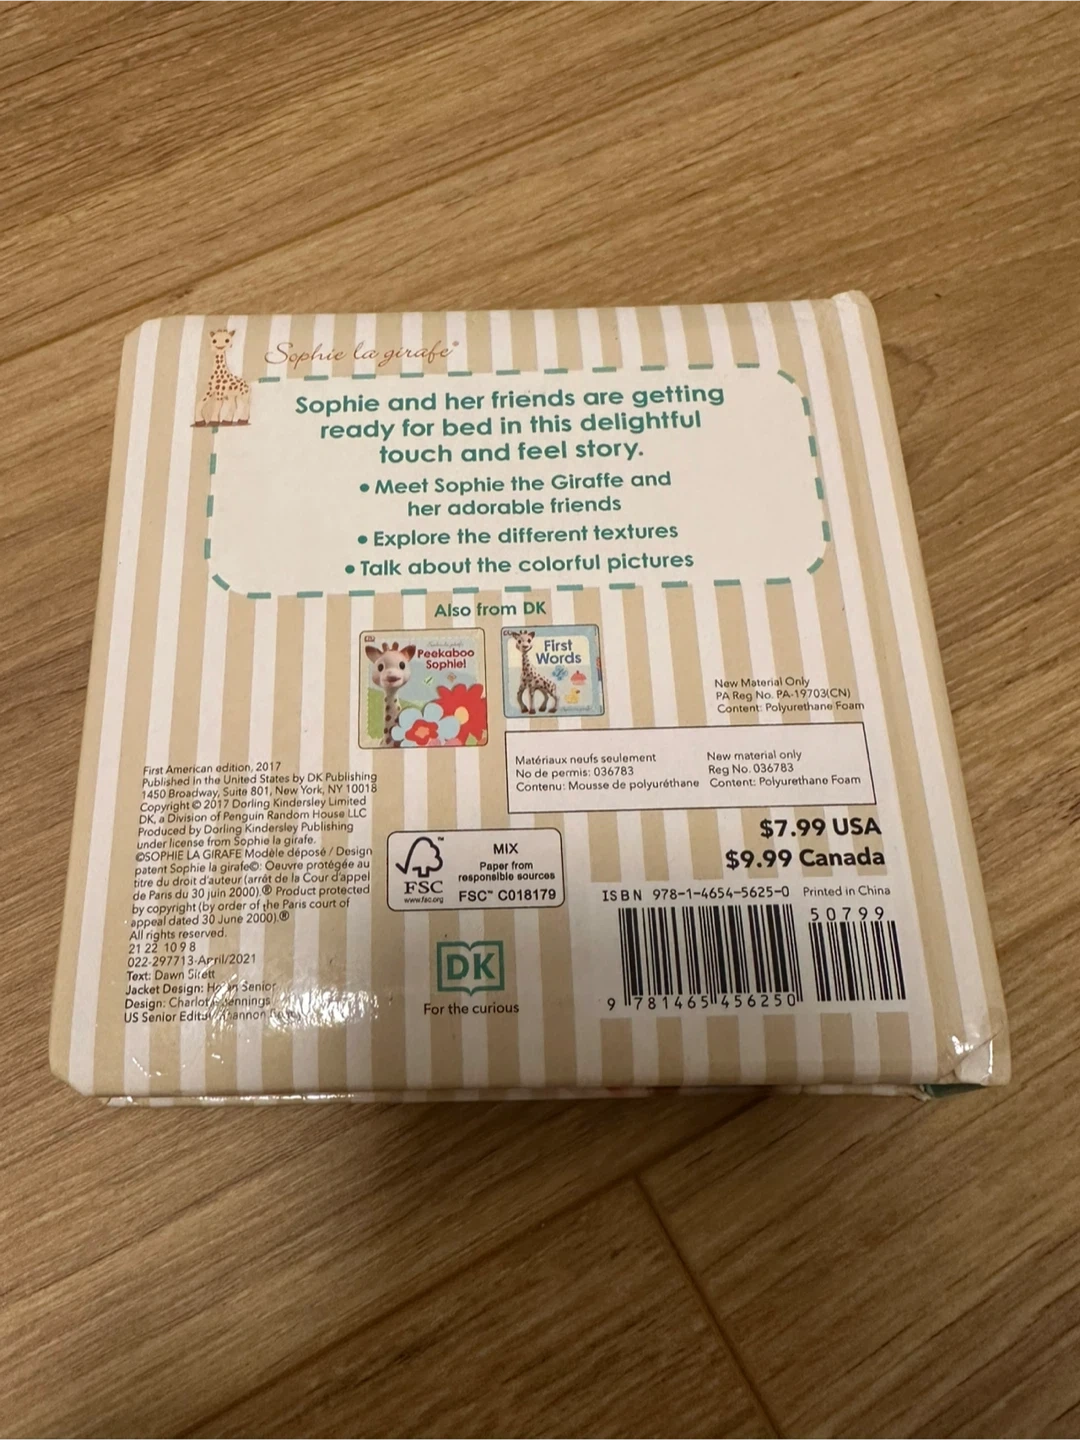 Sophie la girafe®
Sophie and her friends are getting
ready for bed in this delightful
touch and feel story.
• Meet Sophie the Giraffe and
her adorable friends
• Explore the different textures
• Talk about the colorful pictures
Also from DK
Peekaboo
Sophie!
First
Words
New Material Only
PA Reg No. PA-19703(CN)
Content: Polyurethane Foam
Matériaux neufs seulement
No de permis: 036783
Contenu: Mousse de polyuréthane
New material only
Reg No. 036783
Content: Polyurethane Foam
First American edition, 2017
Published in the United States by DK Publishing
1450 Broadway, Suite 801, New York, NY 10018
Copyright © 2017 Dorling Kindersley Limited
DK, a Division of Penguin Random House LLC
Produced by Dorling Kindersley Publishing
under license from Sophie la girafe.
©SOPHIE LA GIRAFE Modèle déposé / Design
patent Sophie la girafe©: Oeuvre protégée au
titre du droit d'auteur (arrêt de la Cour d'appel
de Paris du 30 juin 2000).® Product protected
by copyright (by order of the Paris court of
appeal dated 30 June 2000).®
All rights reserved.
21 22 10 9 8
022-297713-April/2021
Text: Dawn Sirett
Jacket Design: Senior
Design: Jennings
US Senior Editor
MIX
Paper from
responsible sources
FSC™ C018179
FSC
www.fsc.org
DK
For the curious
$7.99 USA
$9.99 Canada
ISBN 978-1-4654-5625-0 Printed in China
50799
9 781465 456250